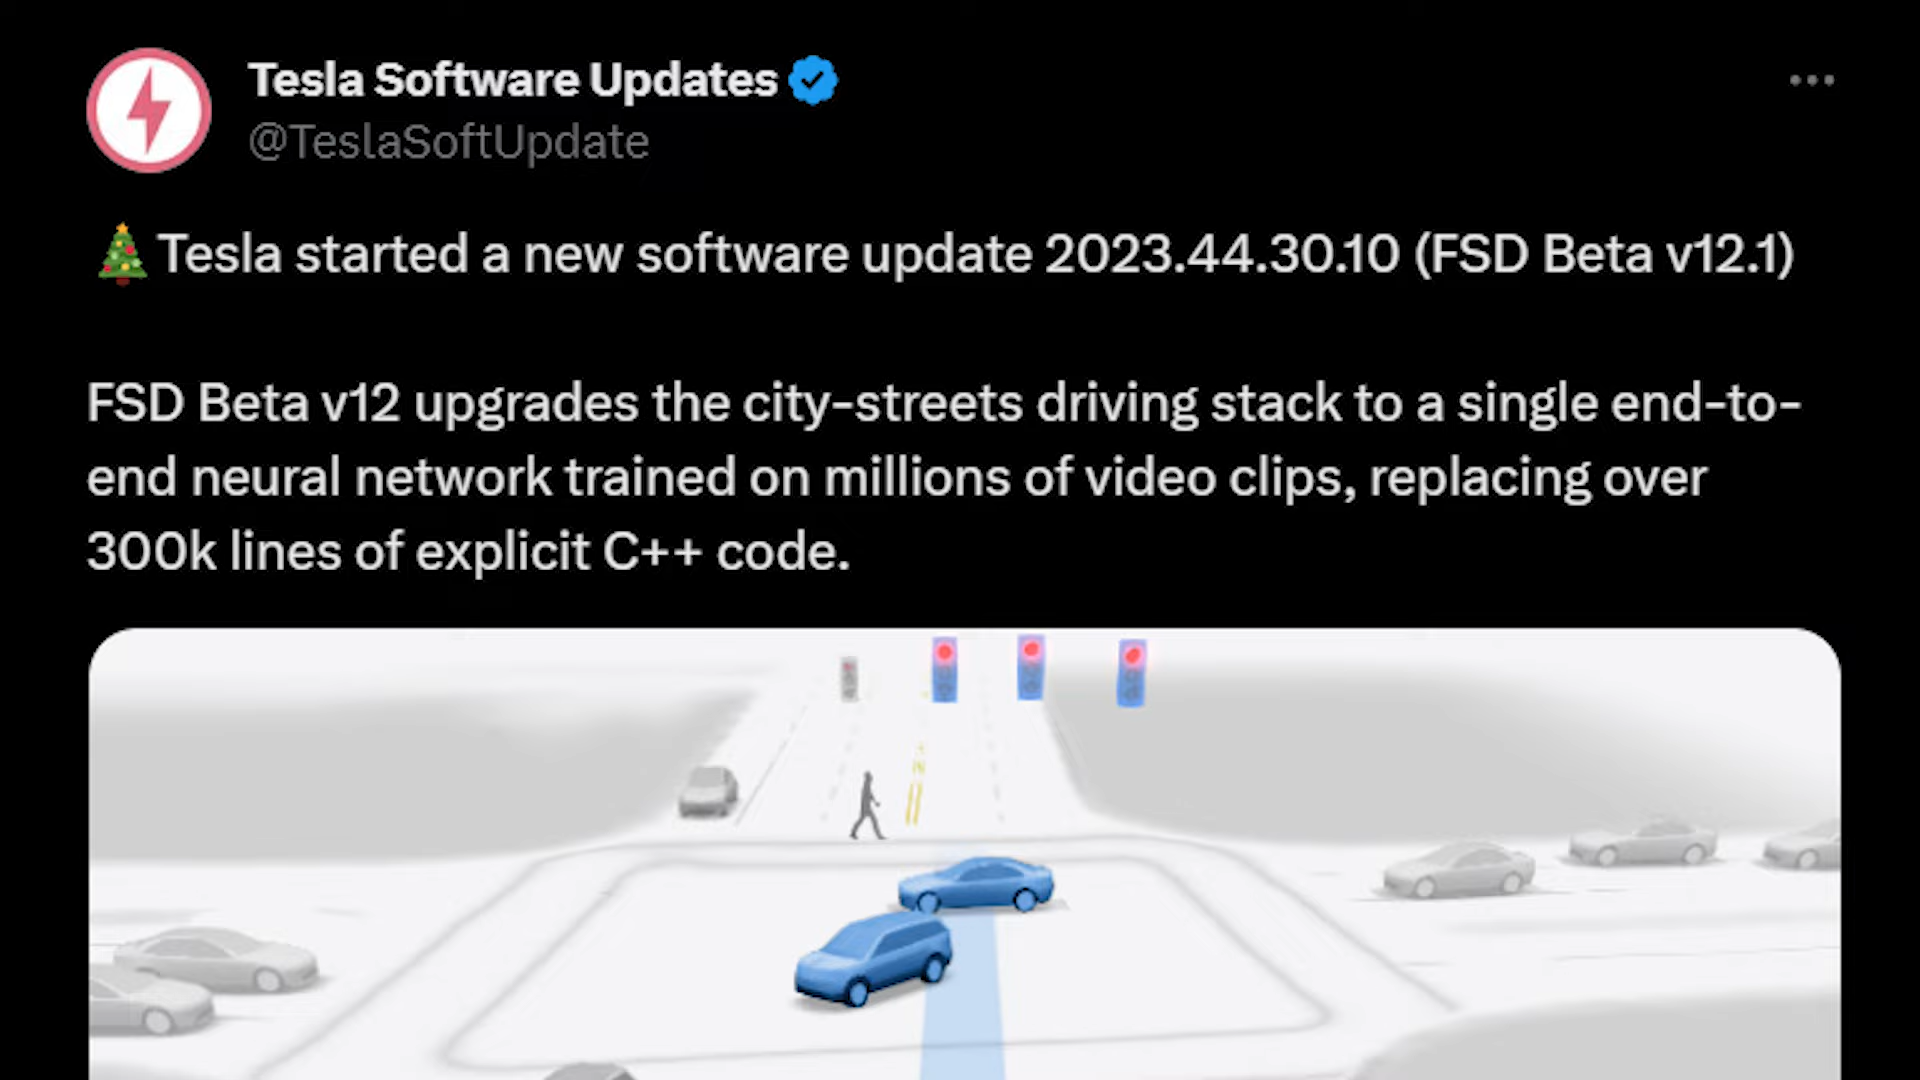 Tesla Software Updates
@TeslaSoftUpdate
🎄Tesla started a new software update 2023.44.30.10 (FSD Beta v12.1)
FSD Beta v12 upgrades the city-streets driving stack to a single end-to-
end neural network trained on millions of video clips, replacing over
300k lines of explicit C++ code.